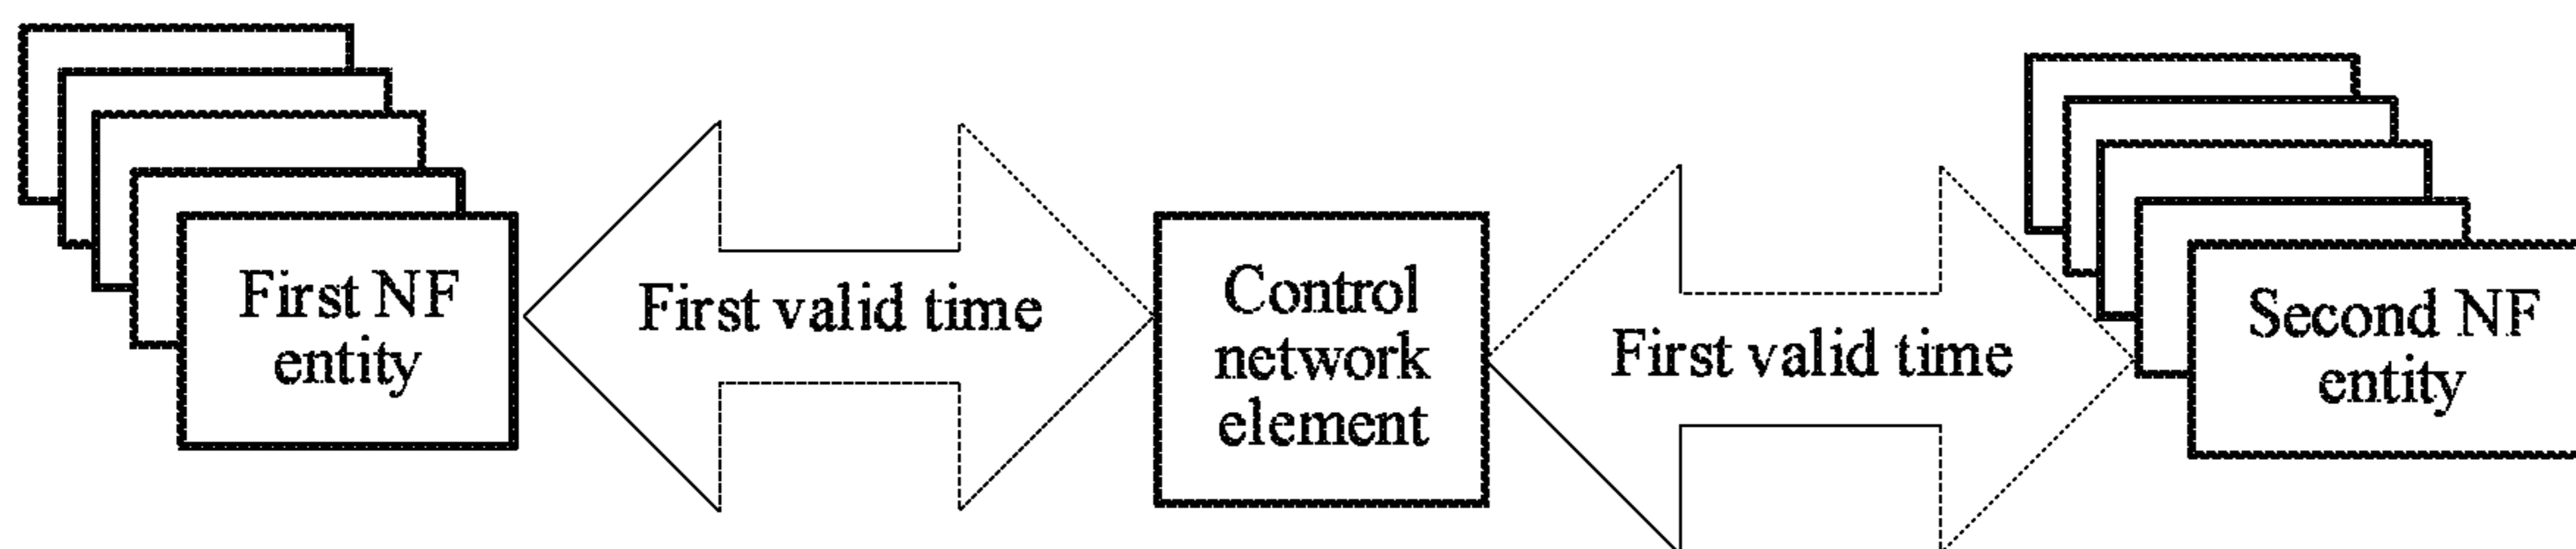 First NF
entity
First valid time
Control
network
element
First valid time
Second NF
entity